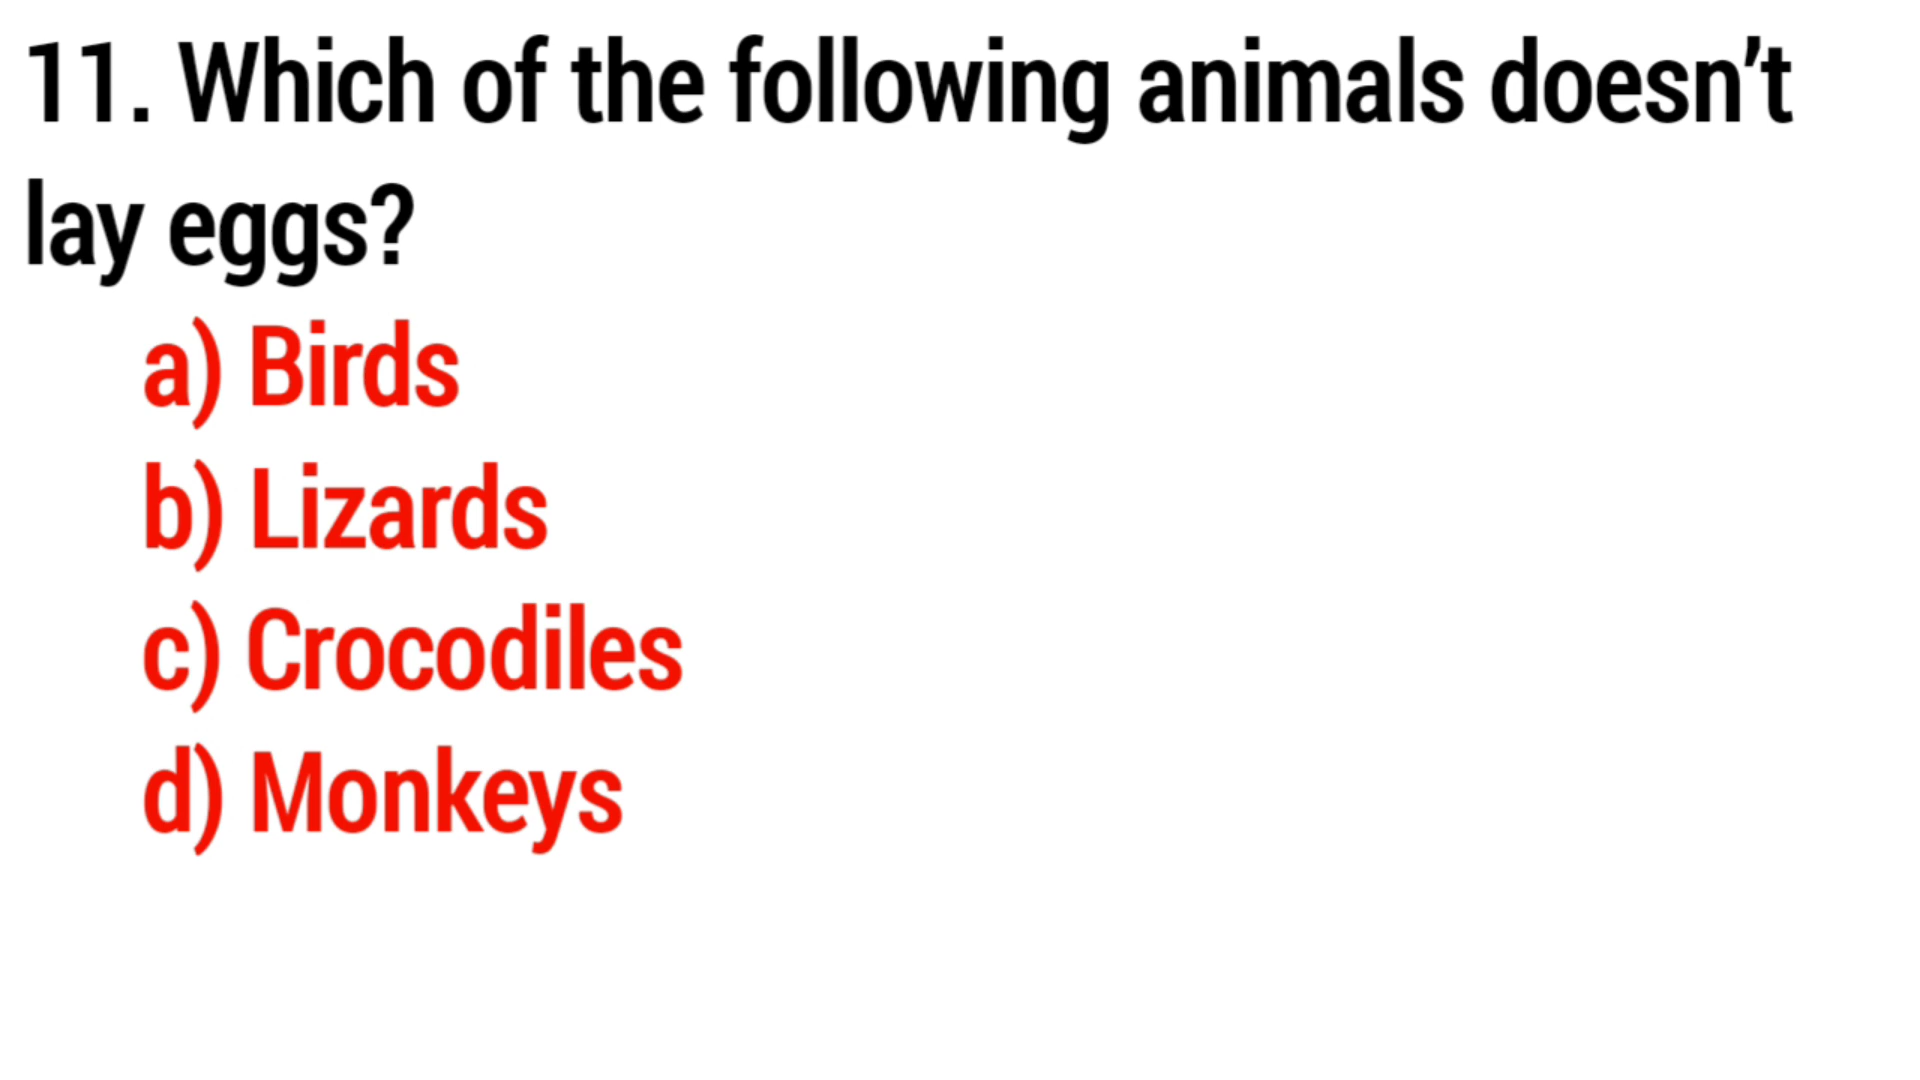 11. Which of the following animals doesn’t
lay eggs?
a) Birds
b) Lizards
c) Crocodiles
d) Monkeys